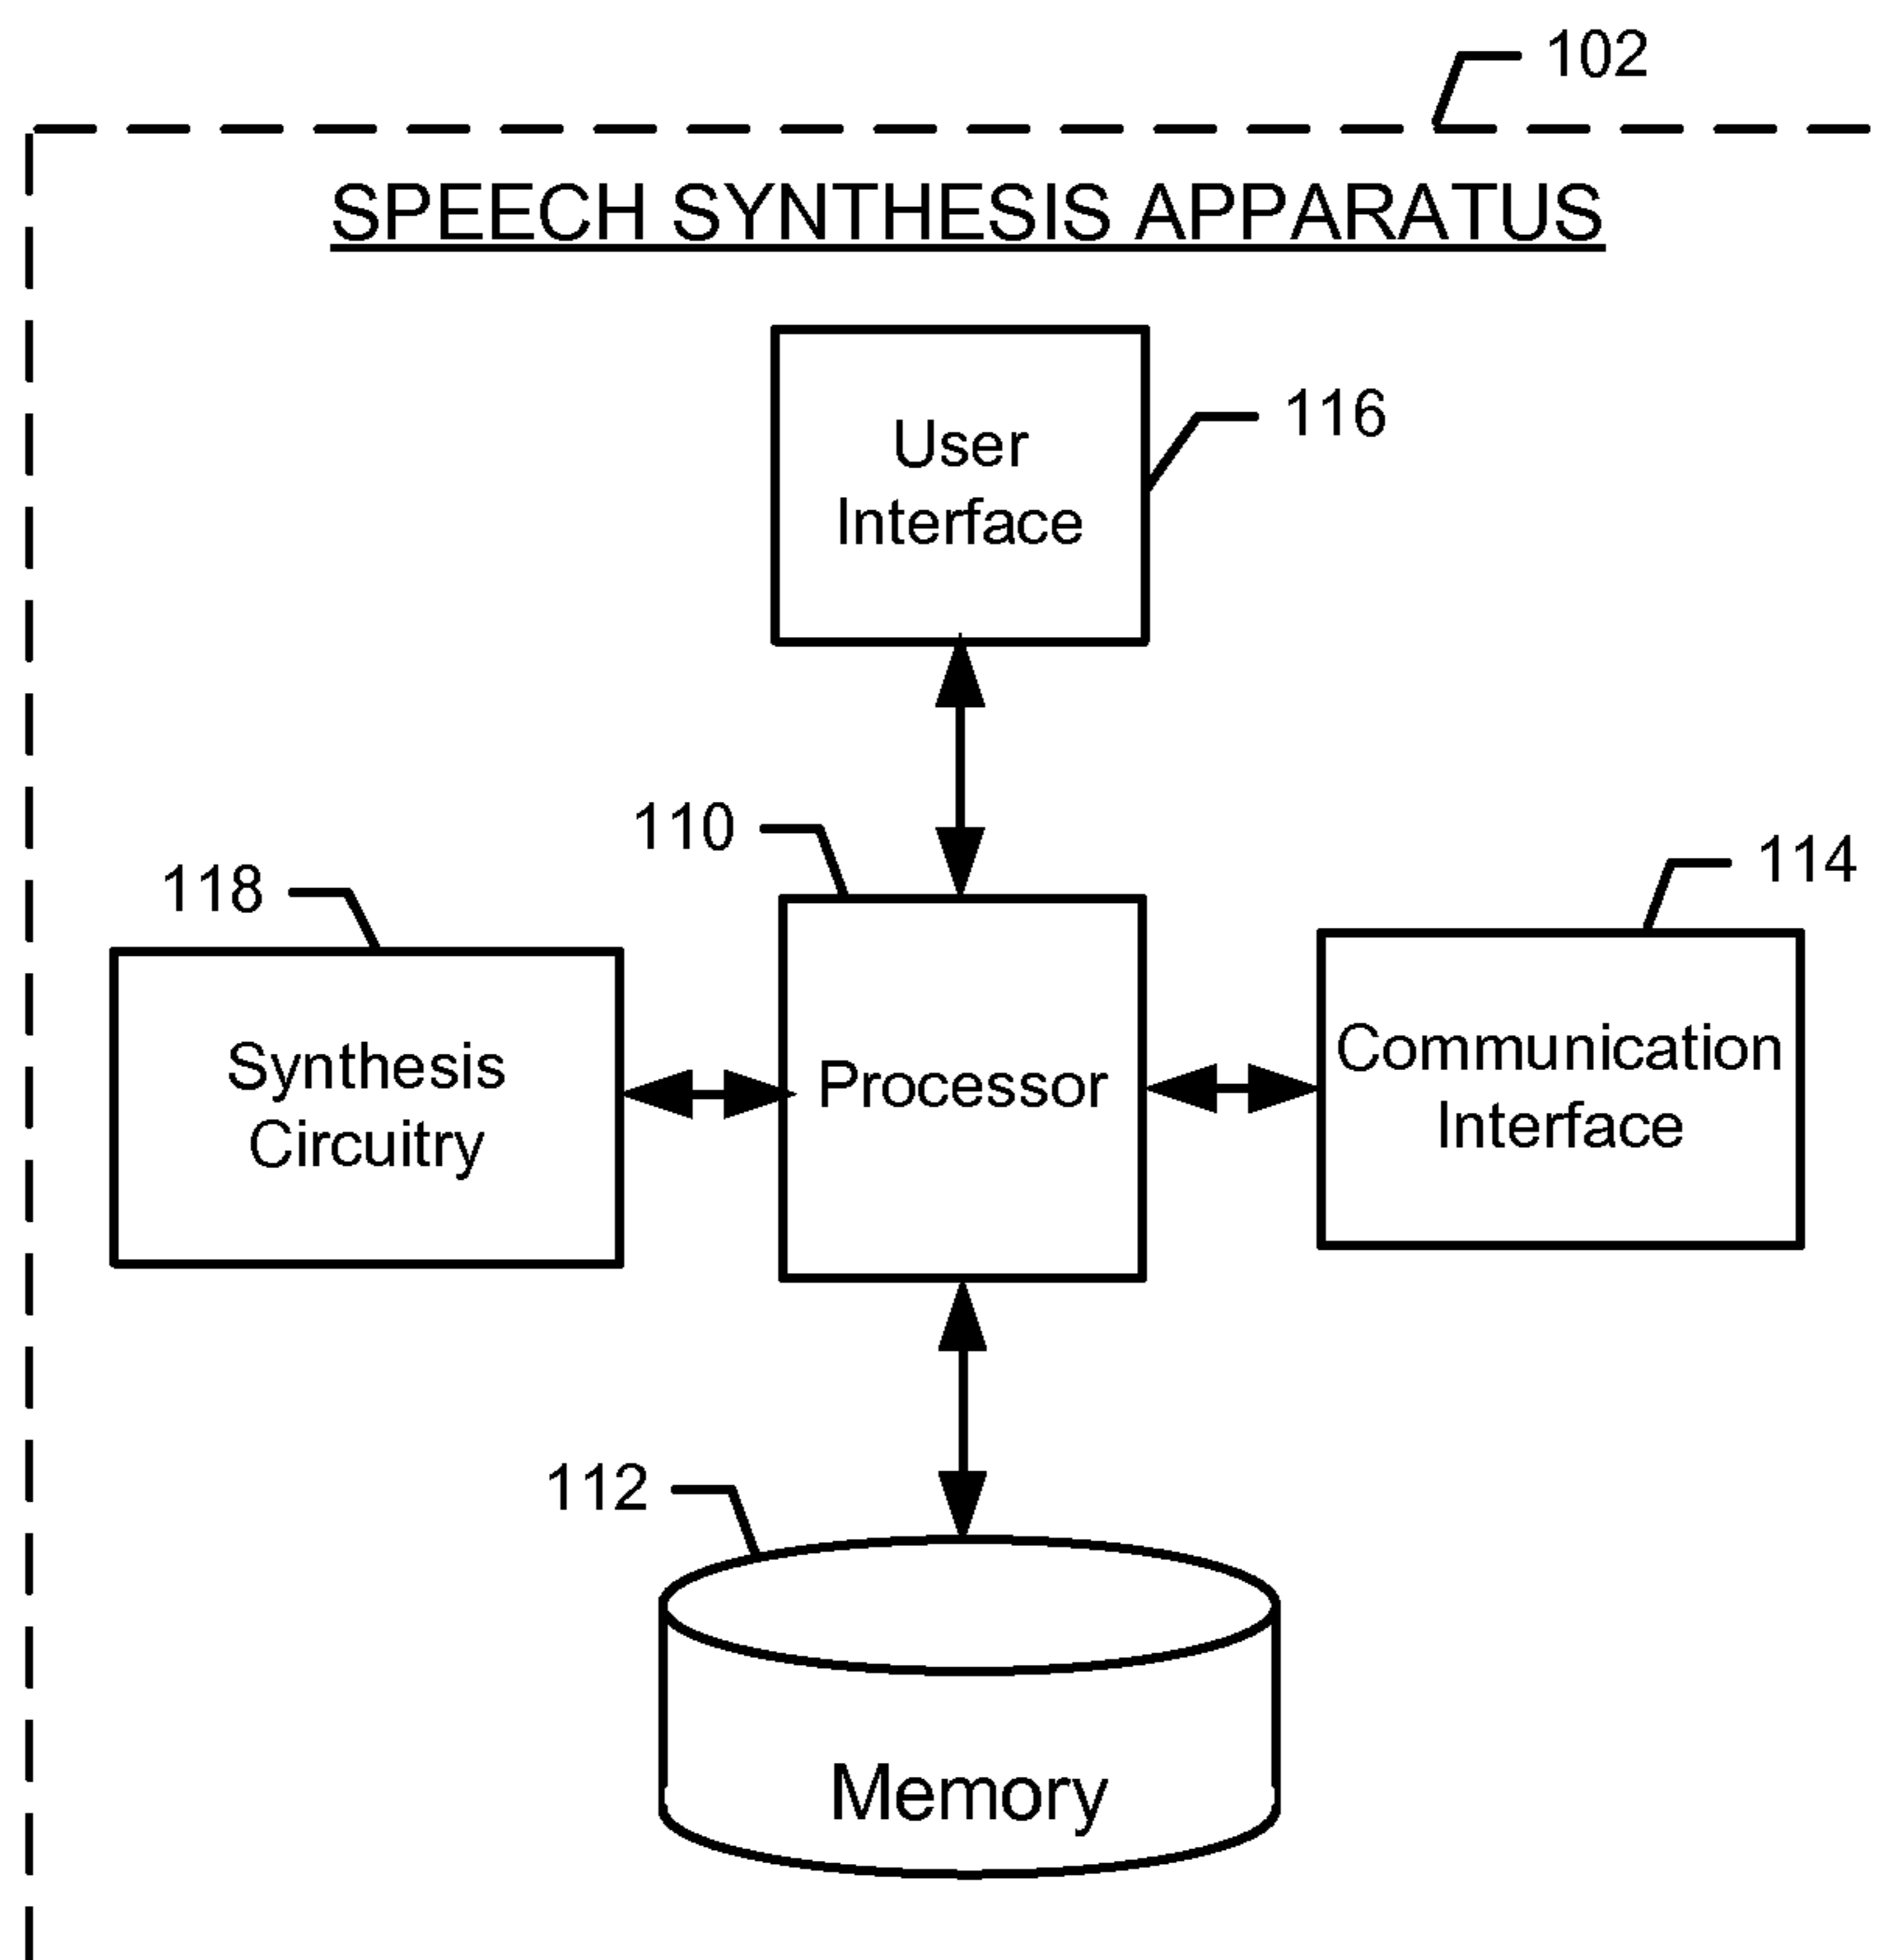 102
SPEECH SYNTHESIS APPARATUS
User
Interface
116
110
118
114
Synthesis
Circuitry
Processor
Communication
Interface
112
Memory